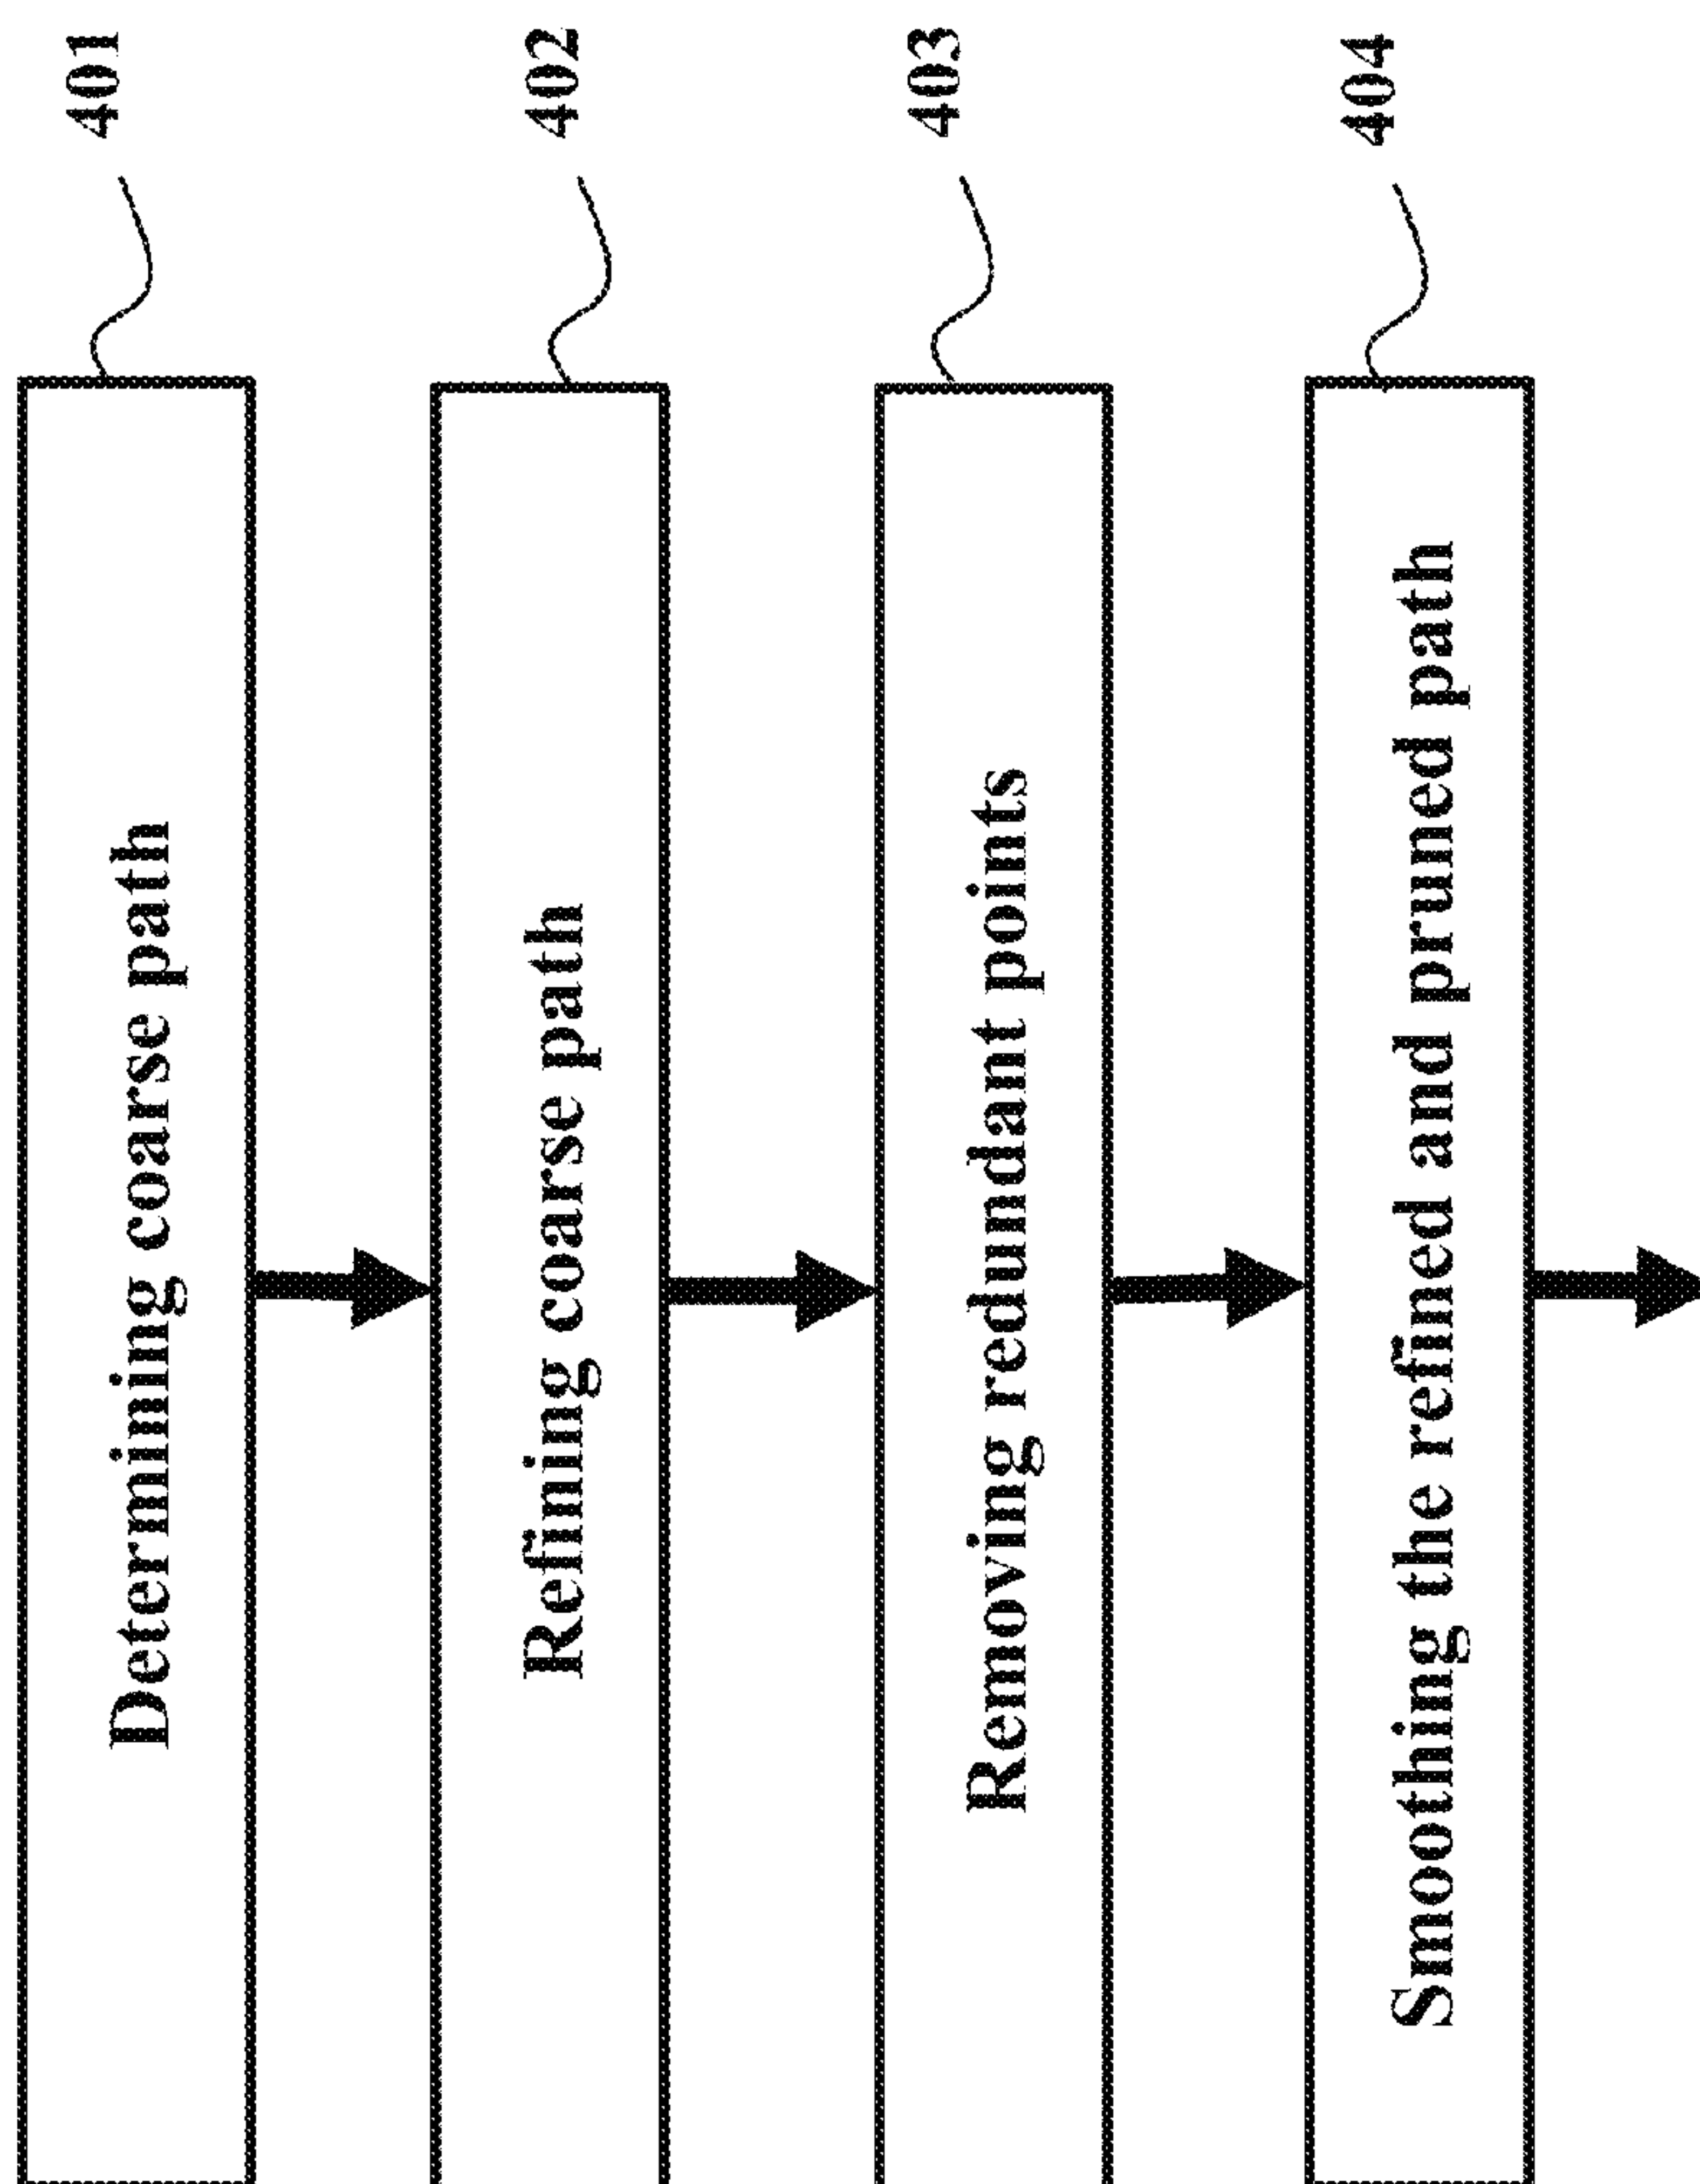 Determining coarse path
401
Refining coarse path
402
Removing redundant points
403
Smoothing the refined and pruned path
404